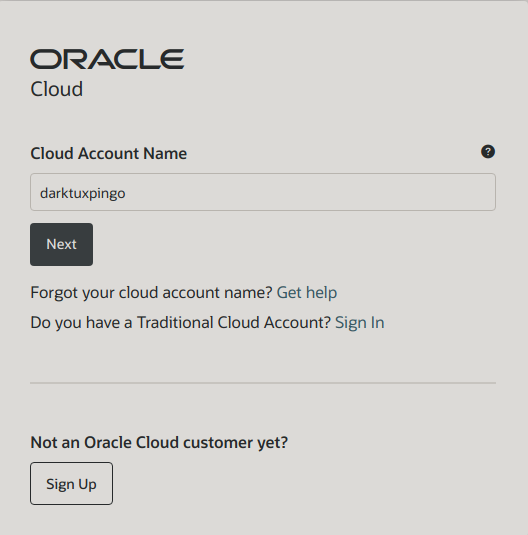 ORACLE
Cloud
Cloud Account Name
?
darktuxpingo
Next
Forgot your cloud account name? Get help
Do you have a Traditional Cloud Account? Sign In
Not an Oracle Cloud customer yet?
Sign Up